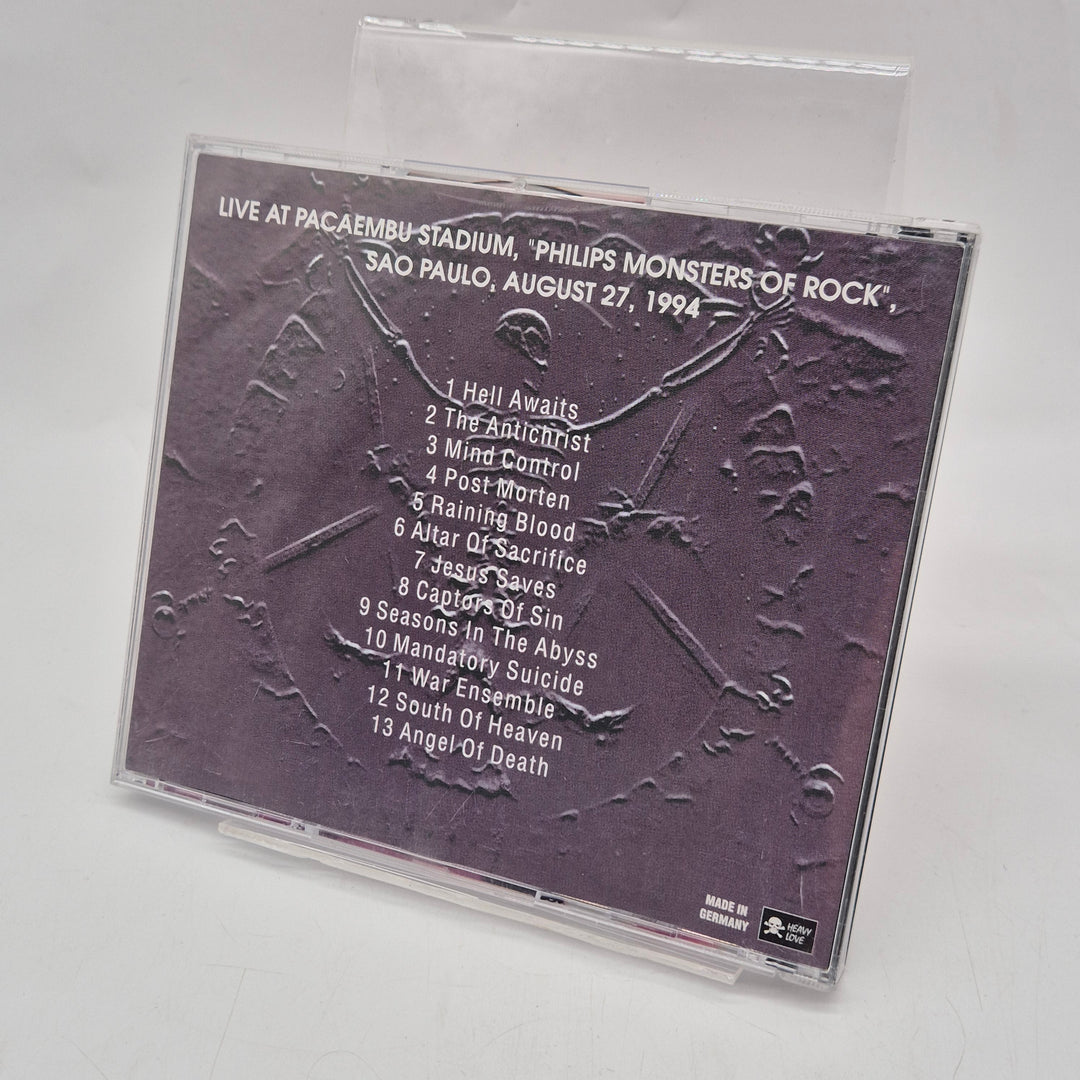 LIVE AT PACAEMBU STADIUM, "PHILIPS MONSTERS OF ROCK",
SAO PAULO, AUGUST 27, 1994
1 Hell Awaits
2 The Antichrist
3 Mind Control
4 Post Morten
5 Raining Blood
6 Altar Of Sacrifice
7 Jesus Saves
8 Captors Of Sin
9 Seasons In The Abyss
10 Mandatory Suicide
11 War Ensemble
12 South Of Heaven
13 Angel Of Death
MADE IN
GERMANY
HEAVY
LOVE